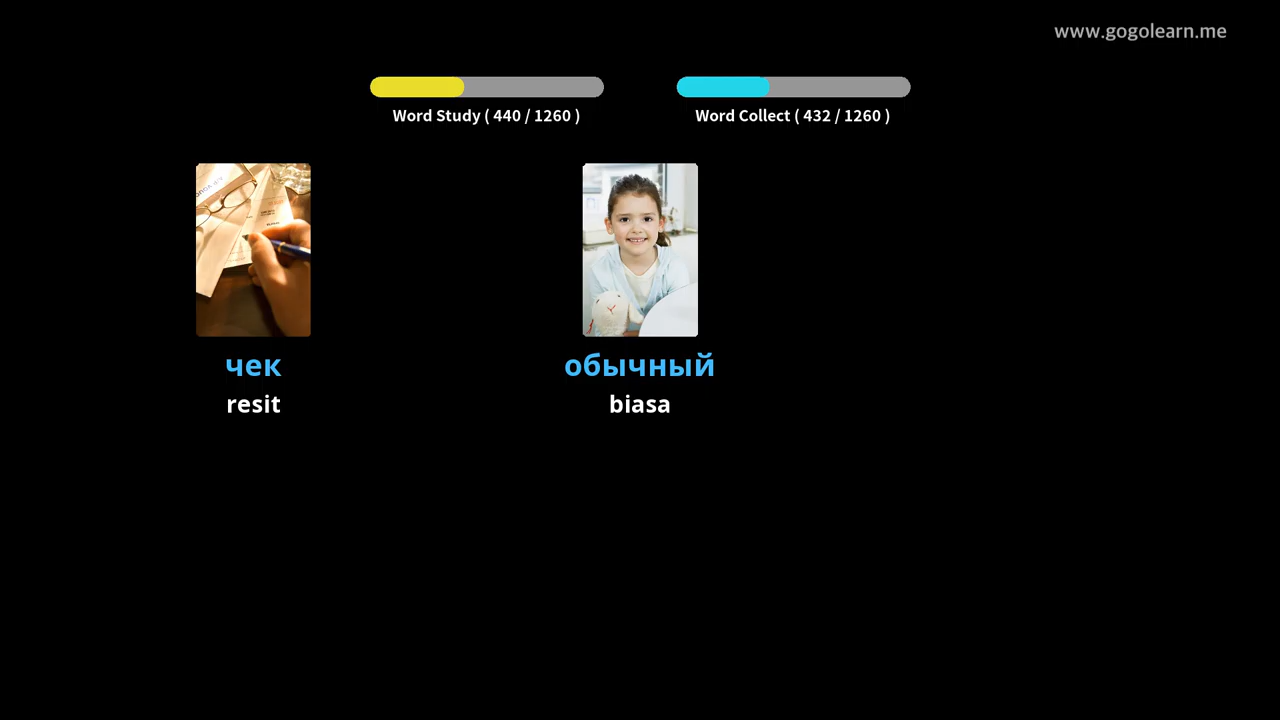 www.gogolearn.me
Word Study ( 440 / 1260 )
Word Collect ( 432 / 1260 )
чек
resit
обычный
biasa